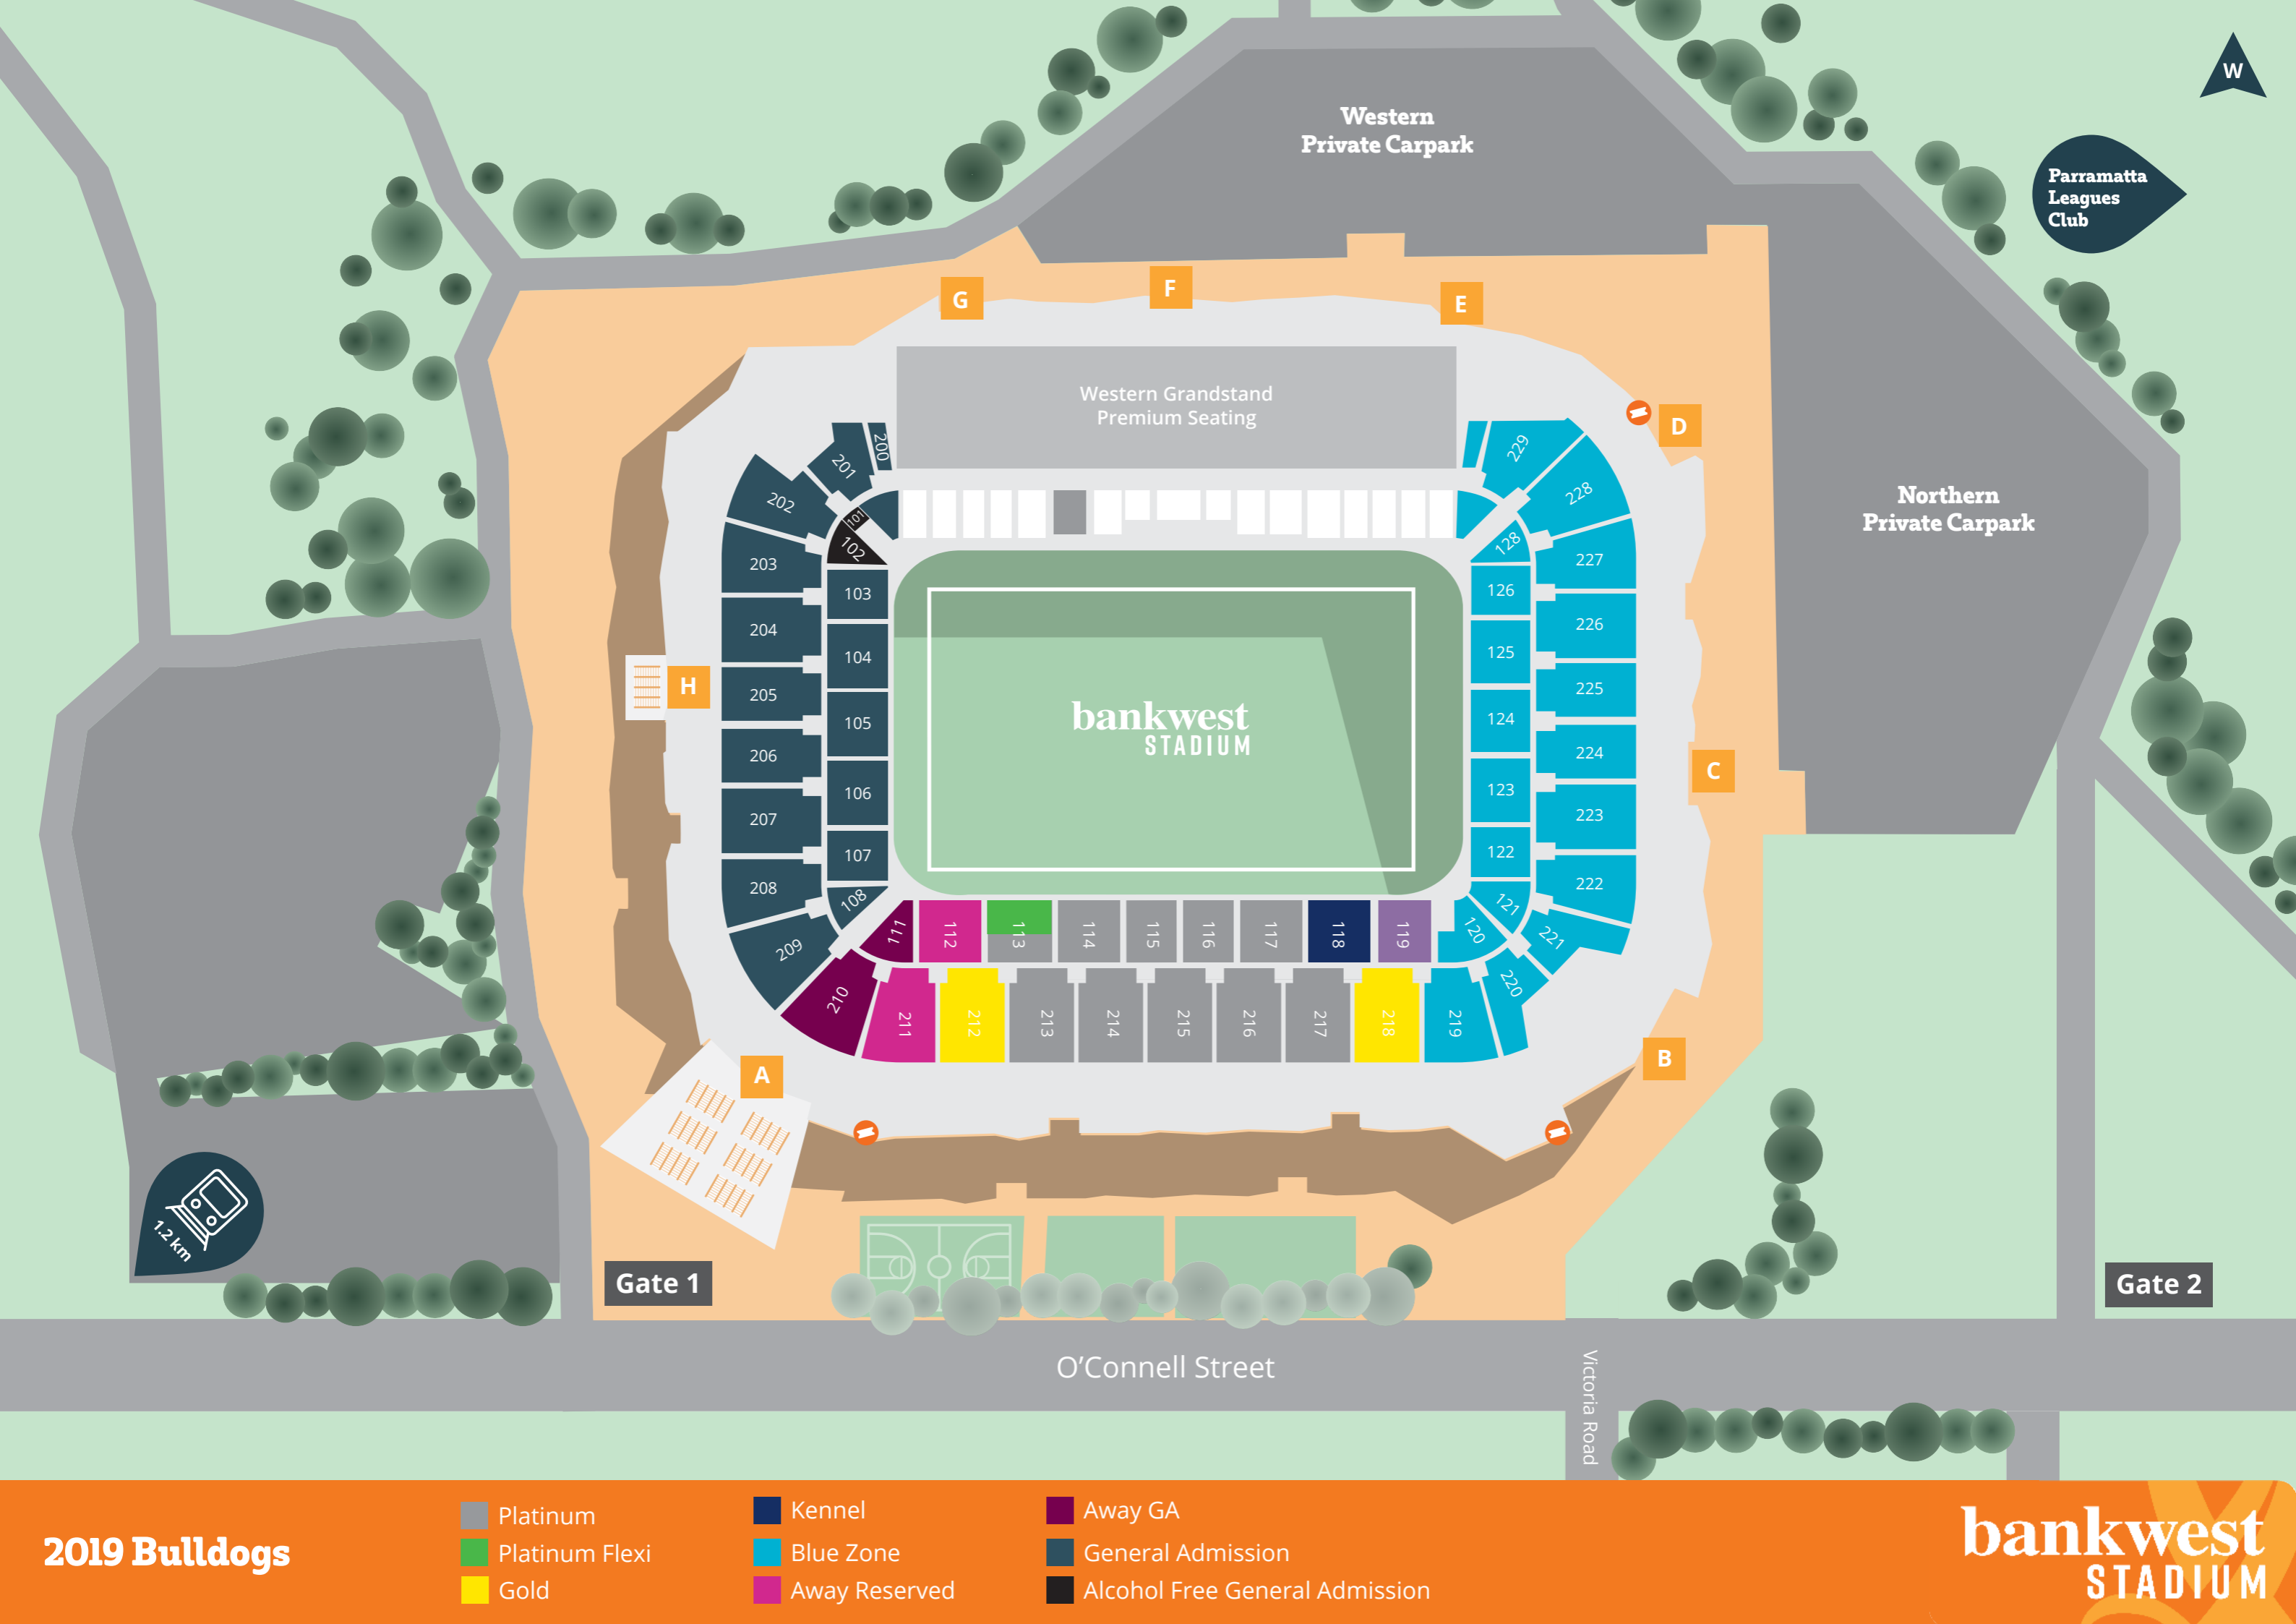 W
Western
Private Carpark
Parramatta
Leagues
Club
G
F
E
D
Western Grandstand
Premium Seating
200
201
202
203
204
205
206
207
208
209
210
211
212
213
214
215
216
217
218
219
220
221
222
223
224
225
226
227
228
229
101
102
103
104
105
106
107
108
111
112
113
114
115
116
117
118
119
120
121
122
123
124
125
126
128
Northern
Private Carpark
H
bankwest
STADIUM
C
A
B
1.2 km
Gate 1
Gate 2
O'Connell Street
Victoria Road
2019 Bulldogs
Platinum
Platinum Flexi
Gold
Kennel
Blue Zone
Away Reserved
Away GA
General Admission
Alcohol Free General Admission
bankwest
STADIUM